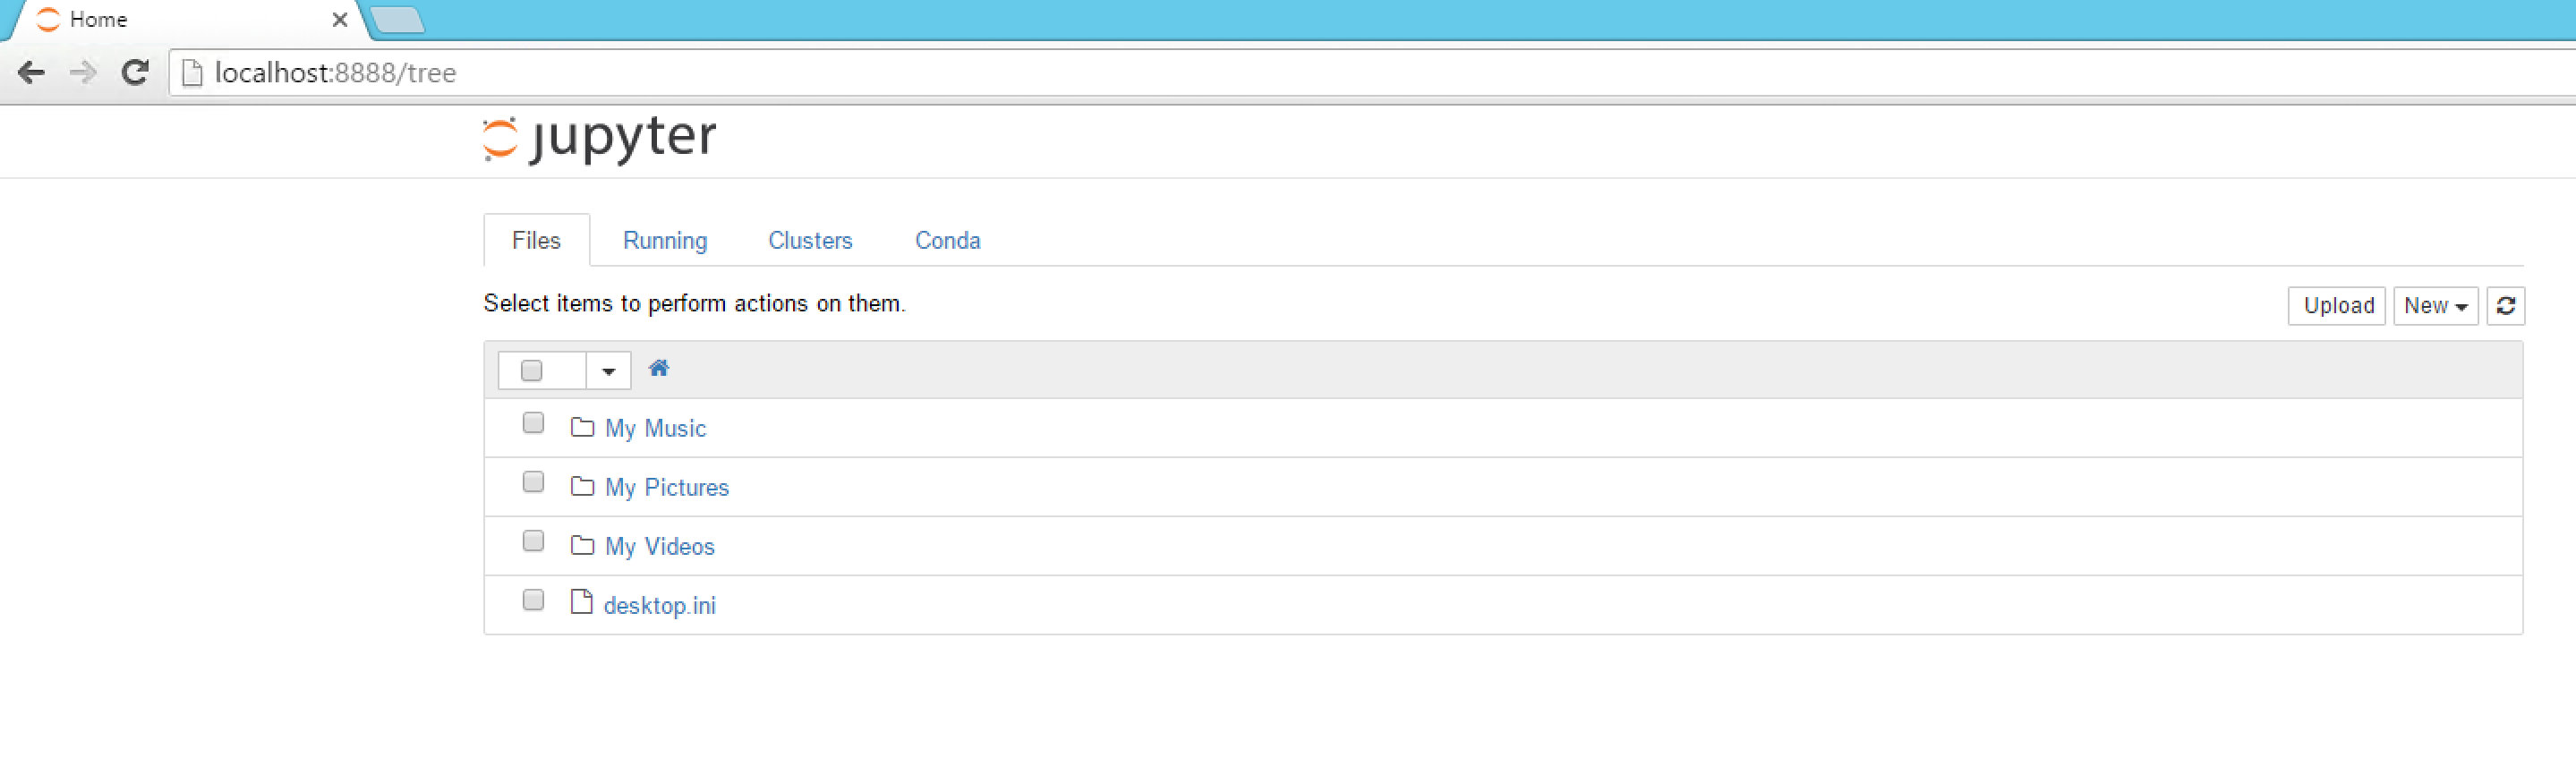 Home
localhost:8888/tree
jupyter
Files Running Clusters Conda
Select items to perform actions on them.
Upload New
My Music
My Pictures
My Videos
desktop.ini